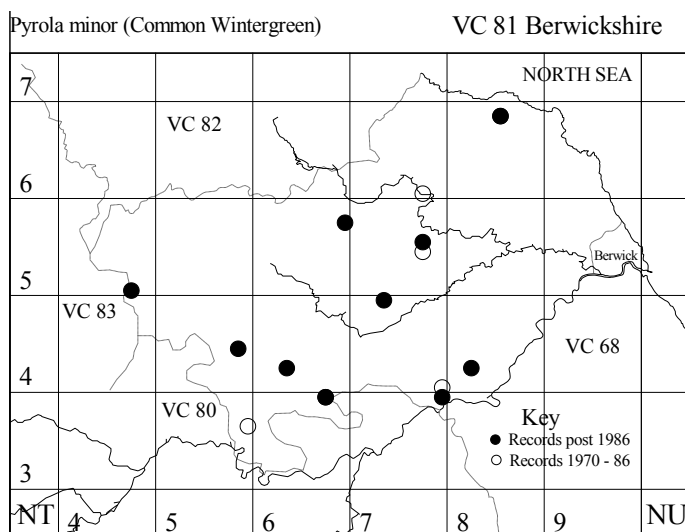 Pyrola minor (Common Wintergreen)
VC 81 Berwickshire
NORTH SEA
7
VC 82
6
Berwick
5
VC 83
VC 68
4
VC 80
Key
Records post 1986
Records 1970 - 86
3
NT 4 5 6 7 8 9 NU